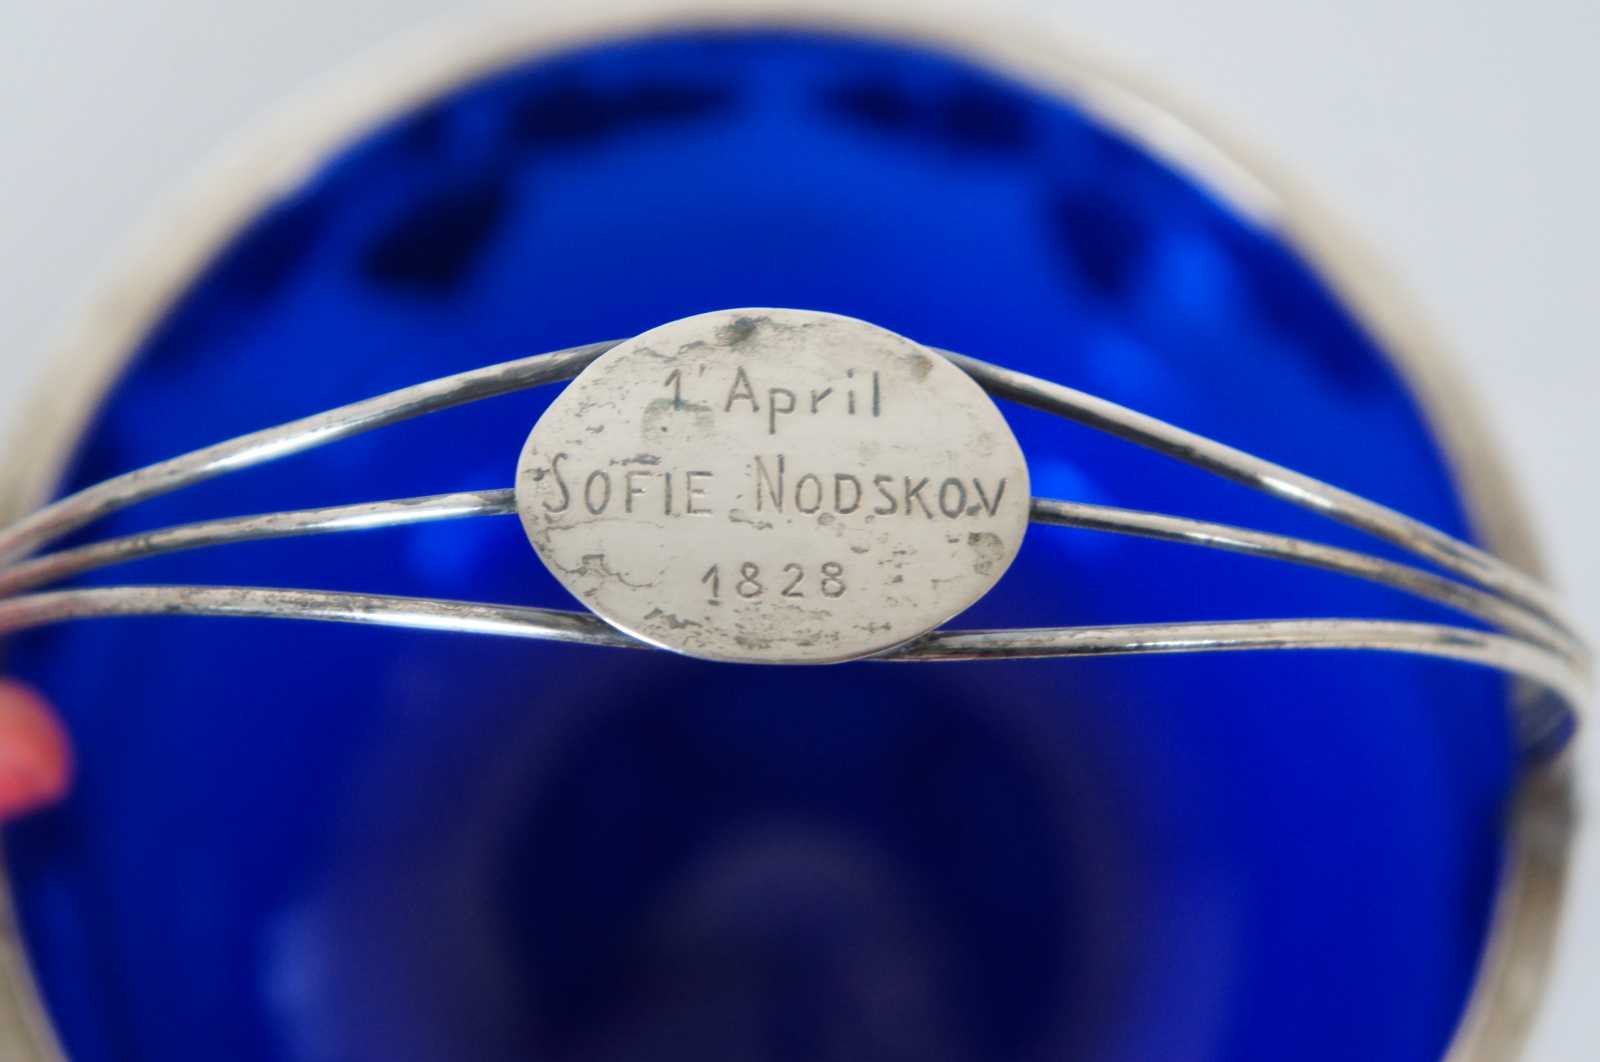 1' April
SOFIE NODSKOV
1828